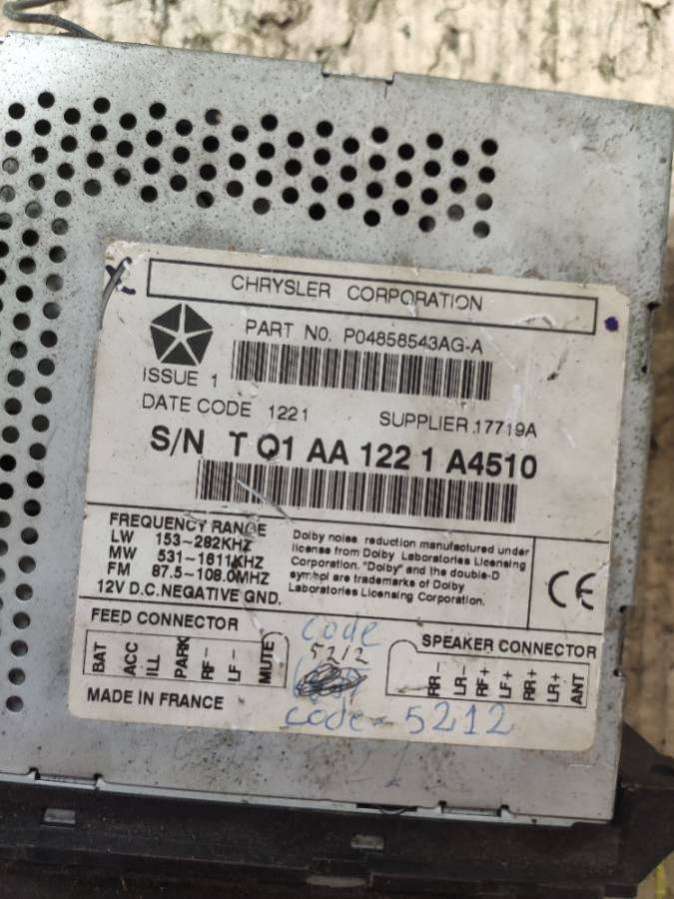 CHRYSLER CORPORATION
PART NO. P04858543AG-A
ISSUE 1
DATE CODE 1221 SUPPLIER 17719A
S/N T Q1 AA 122 1 A4510
FREQUENCY RANGE
LW 153~282KHZ
MW 531~1611KHZ
FM 87.5~108.0MHZ
12V D.C. NEGATIVE GND.
Dolby noise reduction manufactured under
license from Dolby Laboratories Licensing
Corporation. "Dolby" and the double-D
symbol are trademarks of Dolby
Laboratories Licensing Corporation.
CE
FEED CONNECTOR
BAT ACC ILL PARK RF- LF- MUTE
MADE IN FRANCE
code
5212
code-5212
SPEAKER CONNECTOR
RR- LR- RF+ LF+ RR+ LR+ ANT